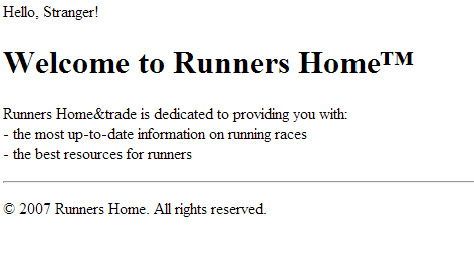 Hello, Stranger!
Welcome to Runners Home™
Runners Home&trade is dedicated to providing you with:
- the most up-to-date information on running races
- the best resources for runners
© 2007 Runners Home. All rights reserved.